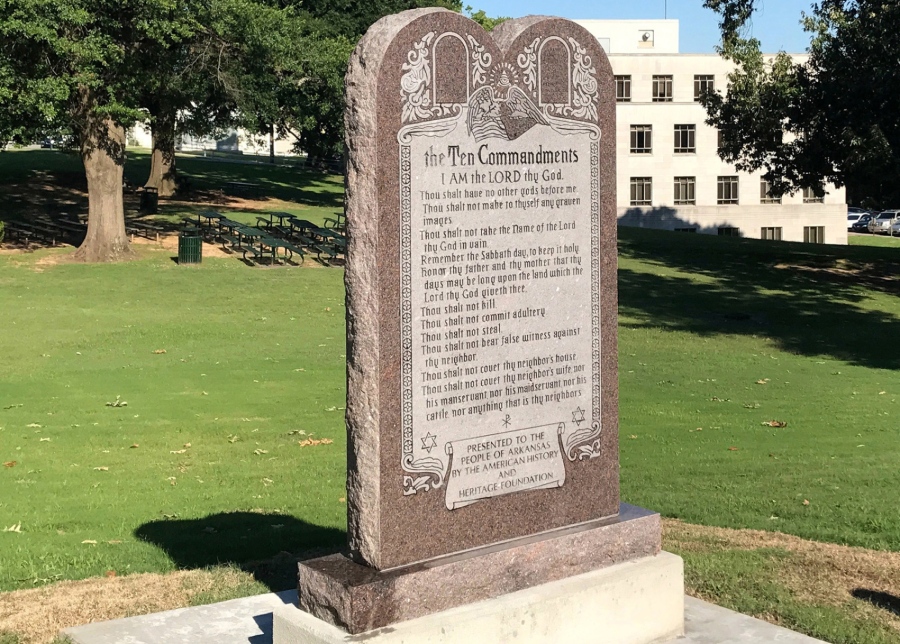 the Ten Commandments
I AM the LORD thy God.
Thou shalt have no other gods before me.
Thou shalt not make to thyself any graven
images.
Thou shalt not take the Name of the Lord
thy God in vain.
Remember the Sabbath day, to keep it holy.
Honor thy father and thy mother that thy
days may be long upon the land which the
Lord thy God giveth thee.
Thou shalt not kill.
Thou shalt not commit adultery.
Thou shalt not steal.
Thou shalt not bear false witness against
thy neighbor.
Thou shalt not covet thy neighbor's house.
Thou shalt not covet thy neighbor's wife, nor
his manservant, nor his maidservant, nor his
cattle, nor anything that is thy neighbor's.
PRESENTED TO THE
PEOPLE OF ARKANSAS
BY THE AMERICAN HISTORY
AND
HERITAGE FOUNDATION